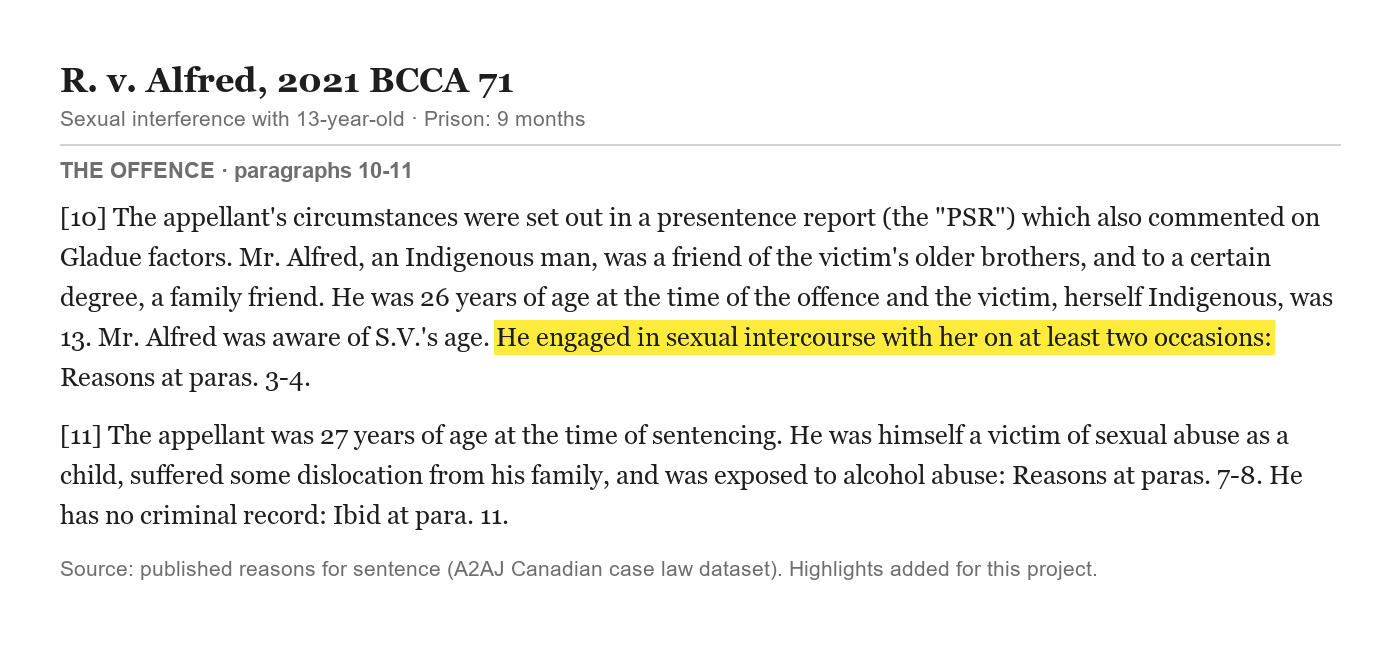 R. v. Alfred, 2021 BCCA 71
Sexual interference with 13-year-old · Prison: 9 months
THE OFFENCE · paragraphs 10-11
[10] The appellant's circumstances were set out in a presentence report (the "PSR") which also commented on
Gladue factors. Mr. Alfred, an Indigenous man, was a friend of the victim's older brothers, and to a certain
degree, a family friend. He was 26 years of age at the time of the offence and the victim, herself Indigenous, was
13. Mr. Alfred was aware of S.V.'s age. He engaged in sexual intercourse with her on at least two occasions:
Reasons at paras. 3-4.
[11] The appellant was 27 years of age at the time of sentencing. He was himself a victim of sexual abuse as a
child, suffered some dislocation from his family, and was exposed to alcohol abuse: Reasons at paras. 7-8. He
has no criminal record: Ibid at para. 11.
Source: published reasons for sentence (A2AJ Canadian case law dataset). Highlights added for this project.